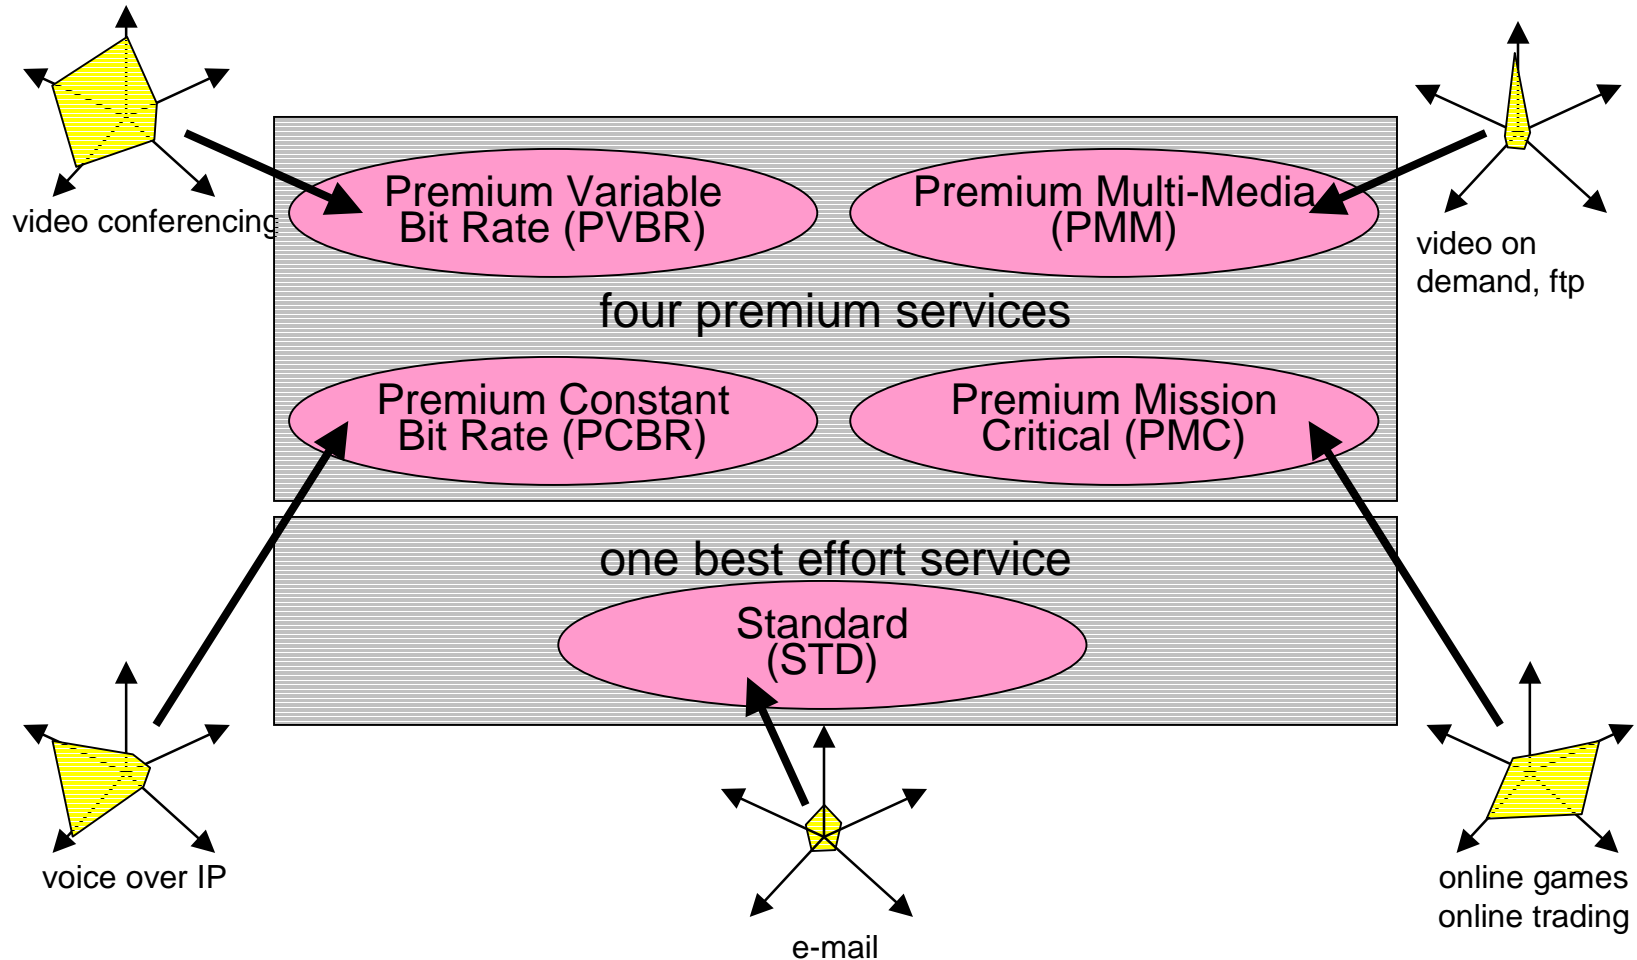 video conferencing
Premium Variable
Bit Rate (PVBR)
Premium Multi-Media
(PMM)
video on
demand, ftp
four premium services
Premium Constant
Bit Rate (PCBR)
Premium Mission
Critical (PMC)
one best effort service
Standard
(STD)
voice over IP
online games
online trading
e-mail